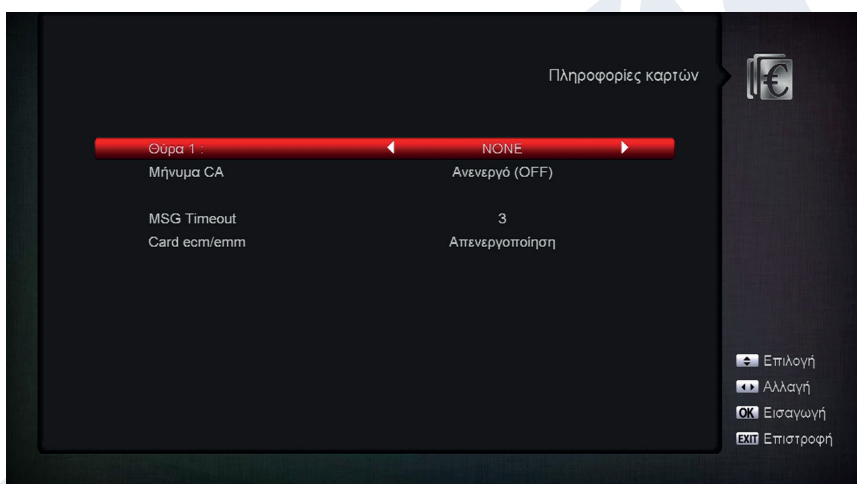 Πληροφορίες καρτών
€
Θύρα 1 : NONE
Μήνυμα CA Ανενεργό (OFF)
MSG Timeout 3
Card ecm/emm Απενεργοποίηση
Επιλογή
Αλλαγή
OK Εισαγωγή
EXIT Επιστροφή